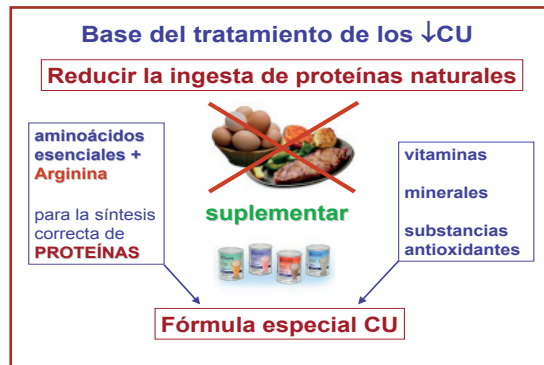 Base del tratamiento de los ↓CU
Reducir la ingesta de proteínas naturales
aminoácidos
esenciales +
Arginina
para la síntesis
correcta de
PROTEÍNAS
suplementar
vitaminas
minerales
substancias
antioxidantes
Fórmula especial CU